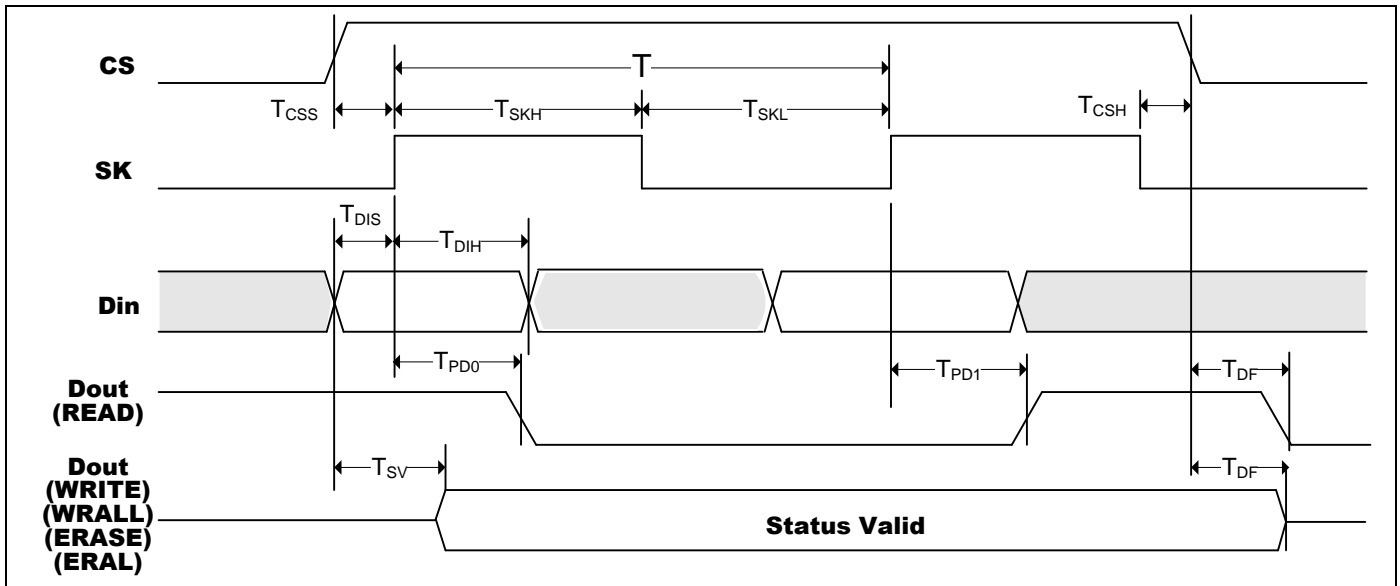 CS
T
TCSS
TSKH
TSKL
TCSH
SK
TDIS
TDIH
Din
TPD0
TPD1
TDF
Dout
(READ)
TSV
TDF
Dout
(WRITE)
(WRALL)
(ERASE)
(ERAL)
Status Valid